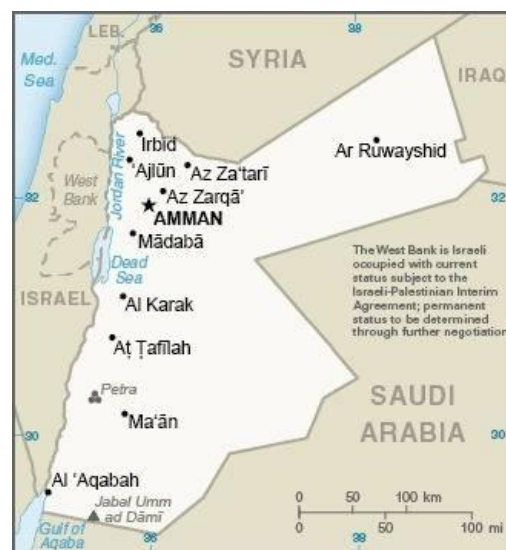 36
38
LEB.
Med.
Sea
SYRIA
IRAQ
Irbid
‘Ajlūn
Az Za‘tarī
Ar Ruwayshid
Jordan River
West
Bank
Az Zarqā’
32
32
AMMAN
Mādabā
Dead
Sea
The West Bank is Israeli
occupied with current
status subject to the
Israeli-Palestinian Interim
Agreement; permanent
status to be determined
through further negotiation
ISRAEL
Al Karak
Aţ Ţafīlah
Petra
Ma‘ān
SAUDI
ARABIA
30
30
Al ‘Aqabah
Jabal Umm
ad Dāmī
0 50 100 km
0 50 100 mi
Gulf of
Aqaba
36
38